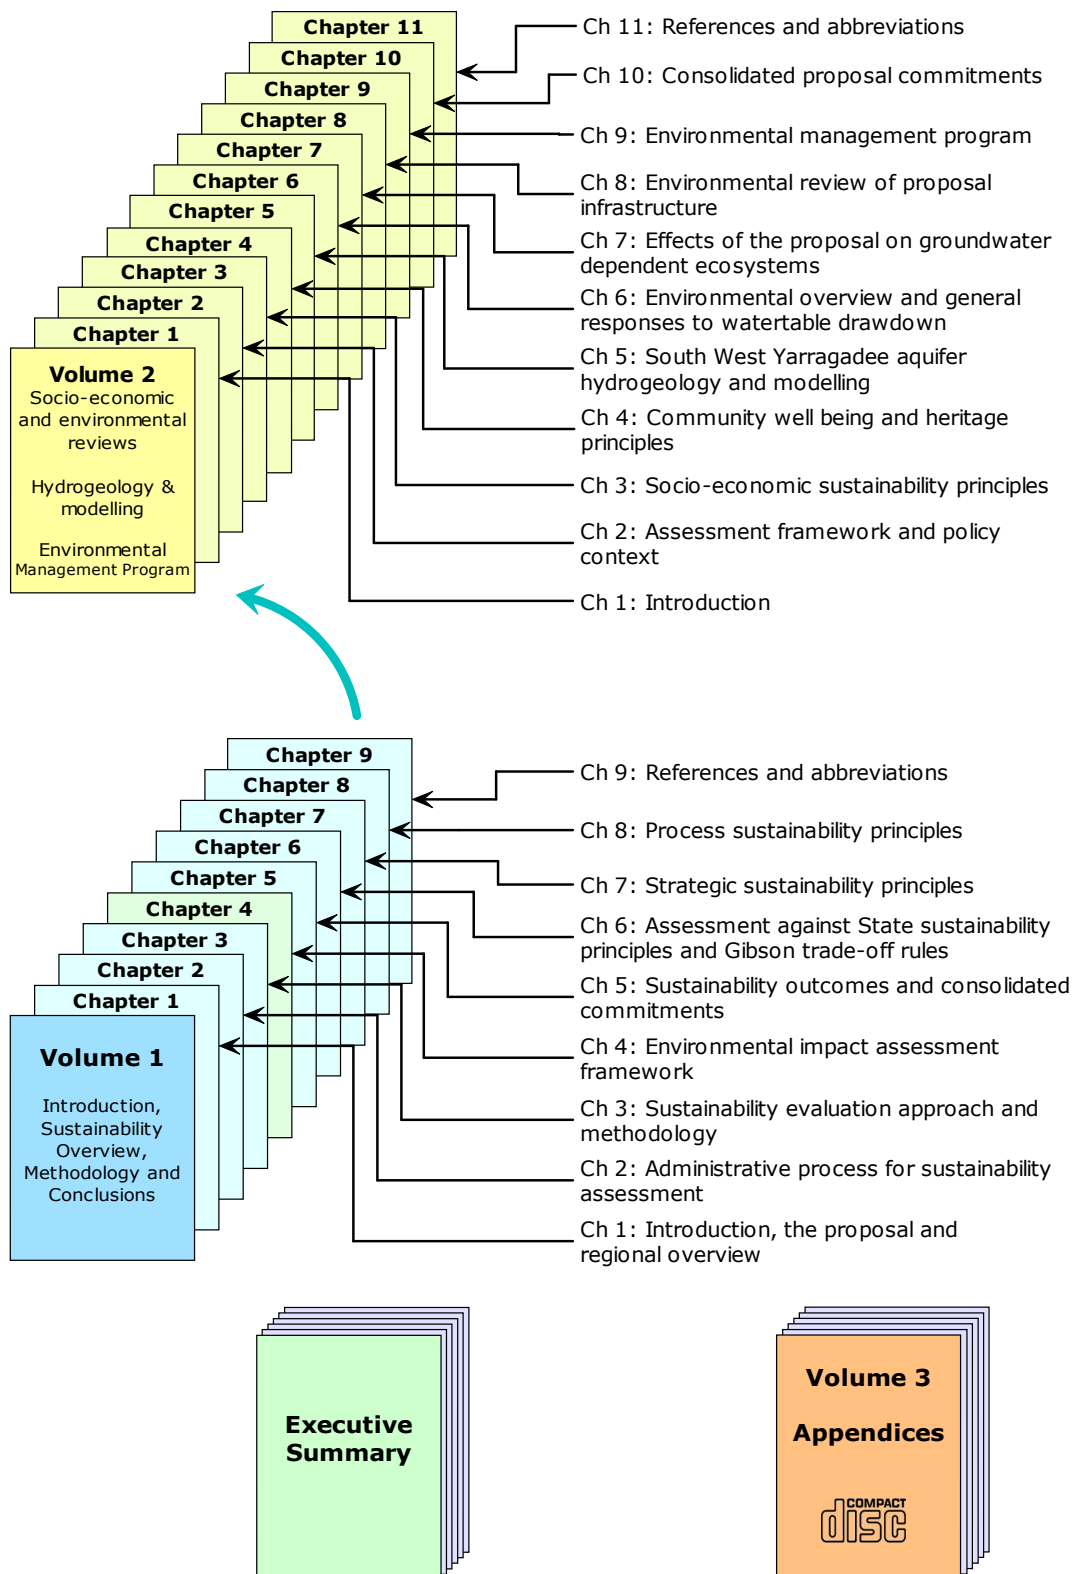 Chapter 11
Chapter 10
Chapter 9
Chapter 8
Chapter 7
Chapter 6
Chapter 5
Chapter 4
Chapter 3
Chapter 2
Chapter 1
Volume 2
Socio-economic
and environmental
reviews
Hydrogeology &
modelling
Environmental
Management Program
Ch 11: References and abbreviations
Ch 10: Consolidated proposal commitments
Ch 9: Environmental management program
Ch 8: Environmental review of proposal
infrastructure
Ch 7: Effects of the proposal on groundwater
dependent ecosystems
Ch 6: Environmental overview and general
responses to watertable drawdown
Ch 5: South West Yarragadee aquifer
hydrogeology and modelling
Ch 4: Community well being and heritage
principles
Ch 3: Socio-economic sustainability principles
Ch 2: Assessment framework and policy
context
Ch 1: Introduction
Chapter 9
Chapter 8
Chapter 7
Chapter 6
Chapter 5
Chapter 4
Chapter 3
Chapter 2
Chapter 1
Volume 1
Introduction,
Sustainability
Overview,
Methodology and
Conclusions
Ch 9: References and abbreviations
Ch 8: Process sustainability principles
Ch 7: Strategic sustainability principles
Ch 6: Assessment against State sustainability
principles and Gibson trade-off rules
Ch 5: Sustainability outcomes and consolidated
commitments
Ch 4: Environmental impact assessment
framework
Ch 3: Sustainability evaluation approach and
methodology
Ch 2: Administrative process for sustainability
assessment
Ch 1: Introduction, the proposal and
regional overview
Executive
Summary
Volume 3
Appendices
COMPACT
disc